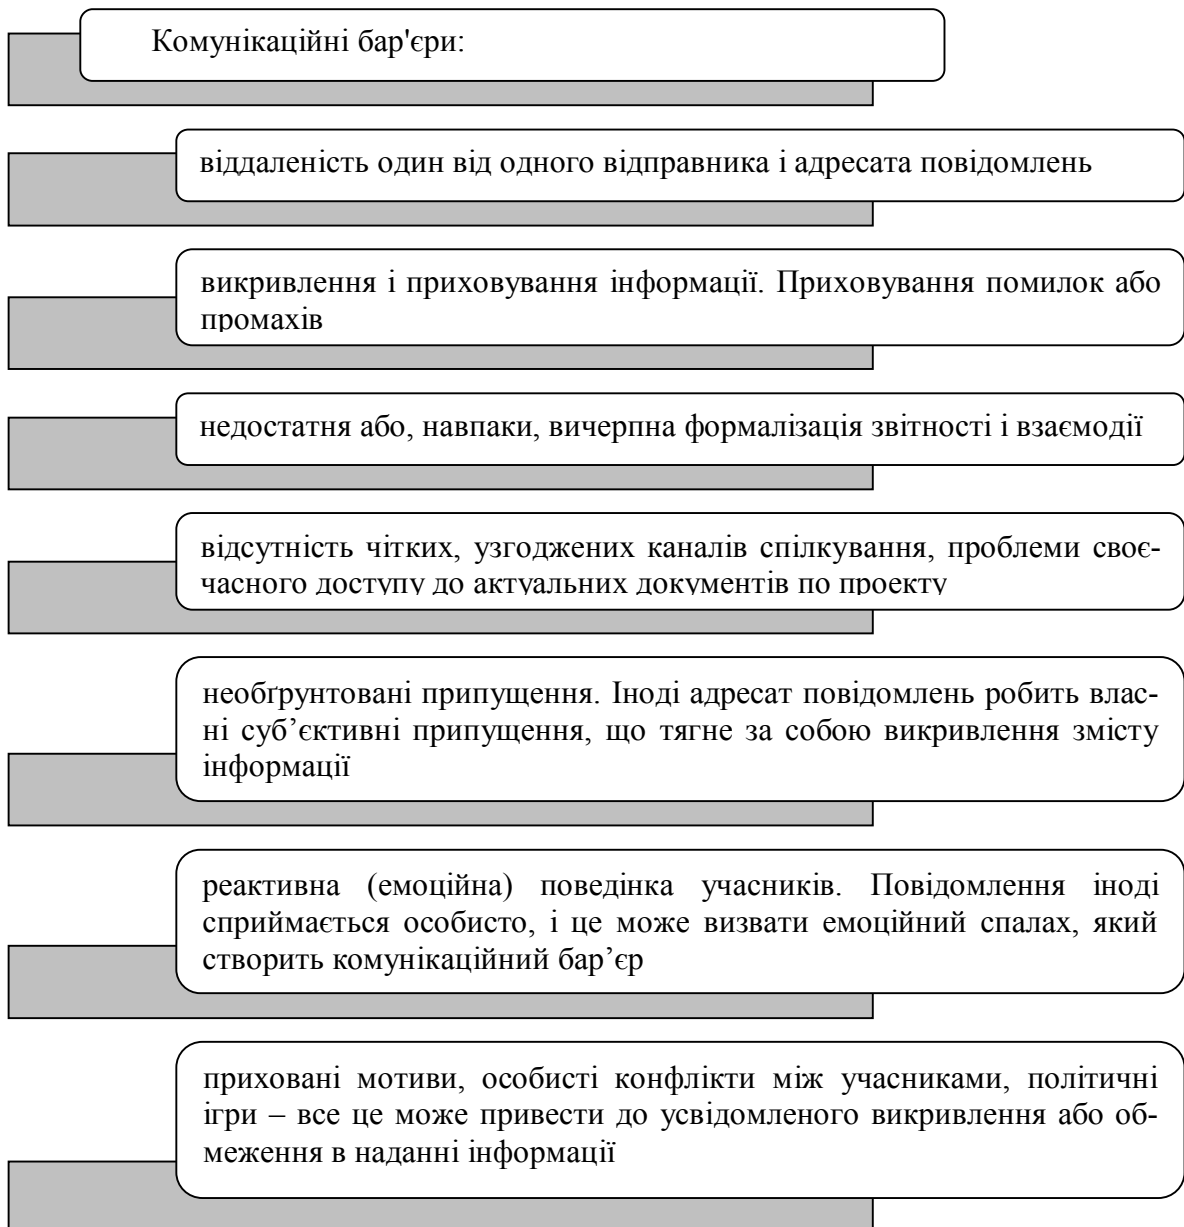 Комунікаційні бар'єри:
віддаленість один від одного відправника і адресата повідомлень
викривлення і приховування інформації. Приховування помилок або
промахів
недостатня або, навпаки, вичерпна формалізація звітності і взаємодії
відсутність чітких, узгоджених каналів спілкування, проблеми своє-
часного доступу до актуальних документів по проекту
необґрунтовані припущення. Іноді адресат повідомлень робить влас-
ні суб’єктивні припущення, що тягне за собою викривлення змісту
інформації
реактивна (емоційна) поведінка учасників. Повідомлення іноді
сприймається особисто, і це може визвати емоційний спалах, який
створить комунікаційний бар’єр
приховані мотиви, особисті конфлікти між учасниками, політичні
ігри – все це може привести до усвідомленого викривлення або об-
меження в наданні інформації